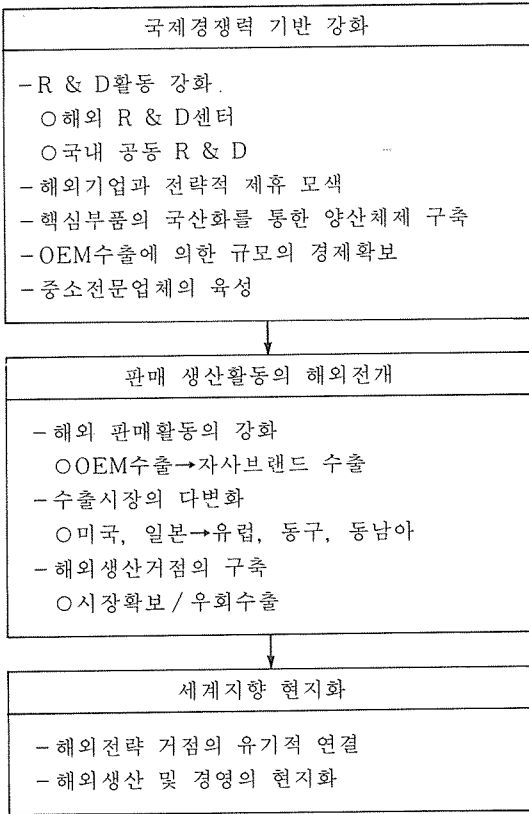 국제경쟁력 기반 강화
-R & D활동 강화.
○해외 R & D센터
○국내 공동 R & D
-해외기업과 전략적 제휴 모색
-핵심부품의 국산화를 통한 양산체제 구축
-OEM수출에 의한 규모의 경제확보
-중소전문업체의 육성
판매 생산활동의 해외전개
-해외 판매활동의 강화
○OEM수출→자사브랜드 수출
-수출시장의 다변화
○미국, 일본→유럽, 동구, 동남아
-해외생산거점의 구축
○시장확보 / 우회수출
세계지향 현지화
-해외전략 거점의 유기적 연결
-해외생산 및 경영의 현지화